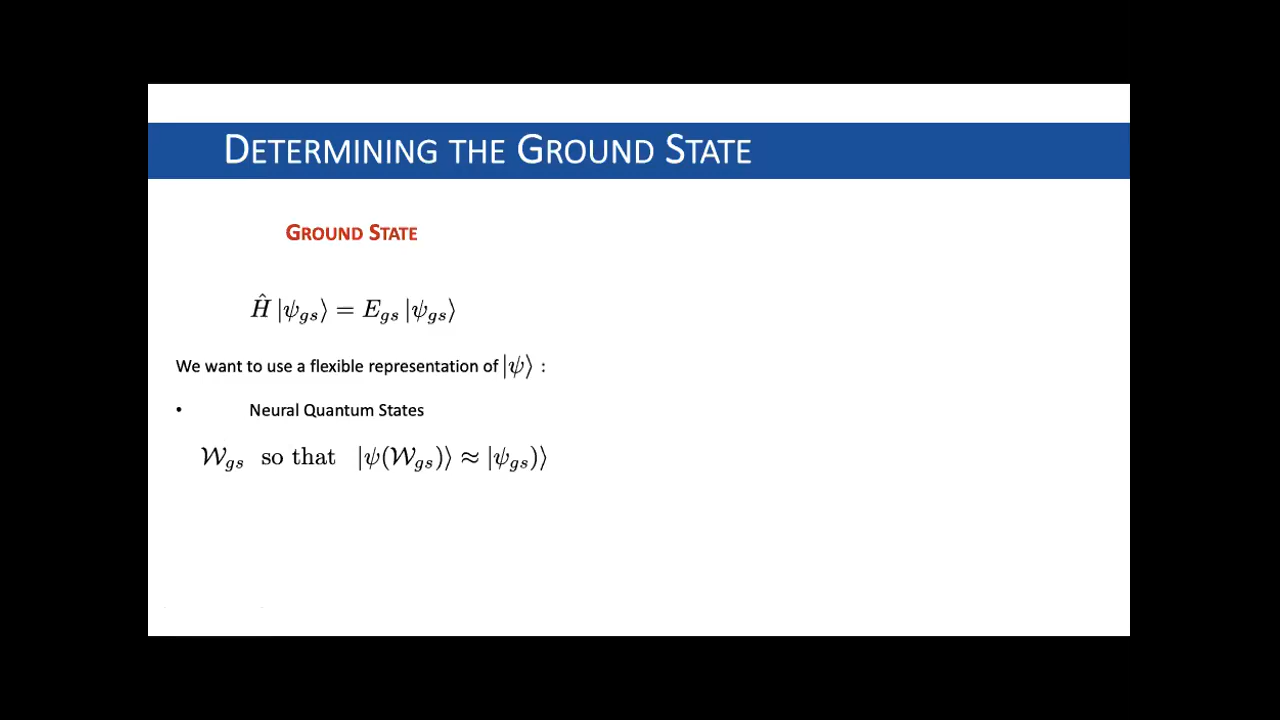 DETERMINING THE GROUND STATE
GROUND STATE
Ĥ |ψ_gs⟩ = E_gs |ψ_gs⟩
We want to use a flexible representation of |ψ⟩ :
• Neural Quantum States
𝒲_gs so that |ψ(𝒲_gs)⟩ ≈ |ψ_gs)⟩